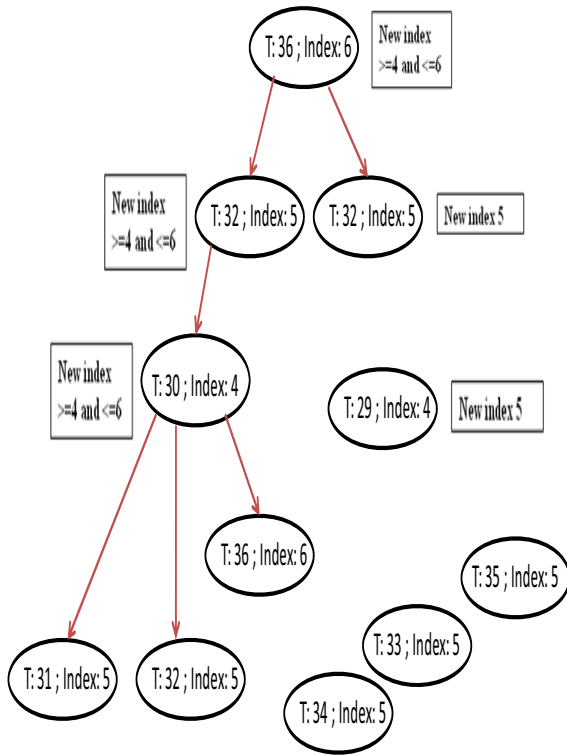 T: 36 ; Index: 6
New index
>=4 and <=6
New index
>=4 and <=6
T: 32 ; Index: 5
T: 32 ; Index: 5
New index 5
New index
>=4 and <=6
T: 30 ; Index: 4
T: 29 ; Index: 4
New index 5
T: 36 ; Index: 6
T: 35 ; Index: 5
T: 33 ; Index: 5
T: 31 ; Index: 5
T: 32 ; Index: 5
T: 34 ; Index: 5